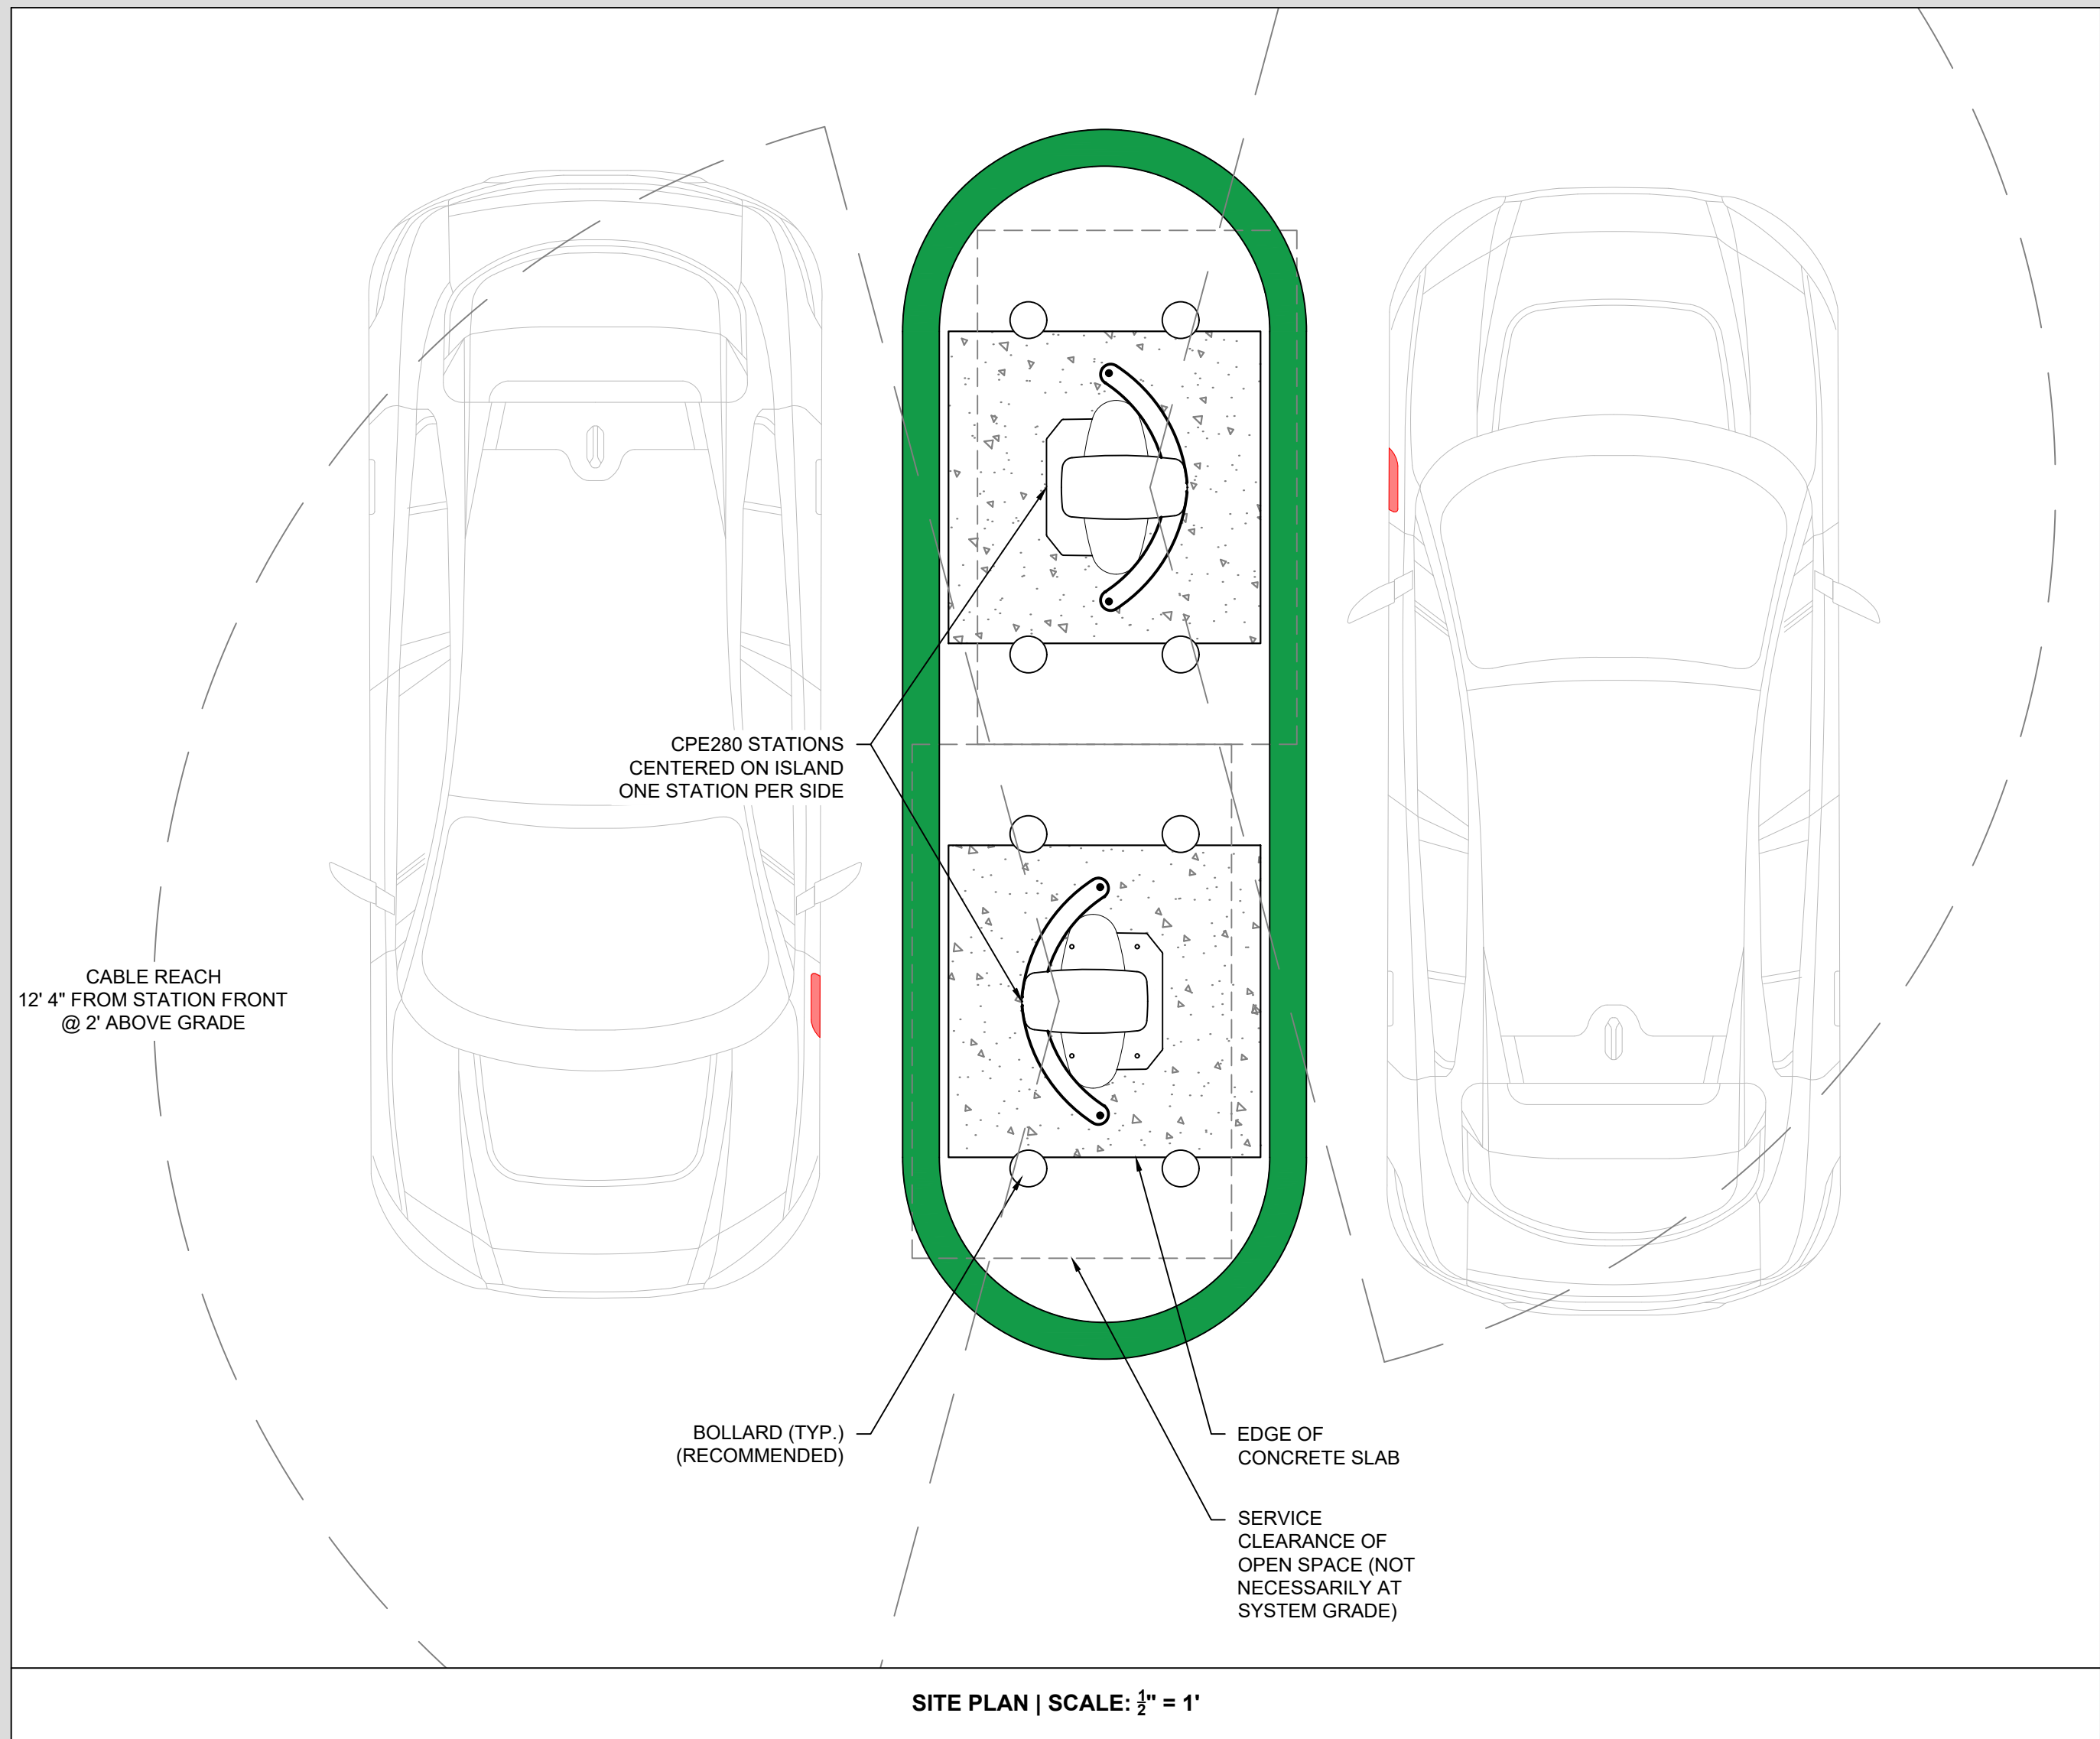 CPE280 STATIONS
CENTERED ON ISLAND
ONE STATION PER SIDE
CABLE REACH
12' 4" FROM STATION FRONT
@ 2' ABOVE GRADE
BOLLARD (TYP.)
(RECOMMENDED)
EDGE OF
CONCRETE SLAB
SERVICE
CLEARANCE OF
OPEN SPACE (NOT
NECESSARILY AT
SYSTEM GRADE)
SITE PLAN | SCALE: ½" = 1'